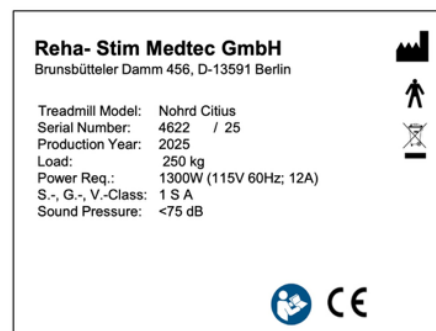 Reha- Stim Medtec GmbH
Brunsbütteler Damm 456, D-13591 Berlin
Treadmill Model: Nohrd Citius
Serial Number: 4622 / 25
Production Year: 2025
Load: 250 kg
Power Req.: 1300W (115V 60Hz; 12A)
S.-, G.-, V.-Class: 1 S A
Sound Pressure: <75 dB
CE